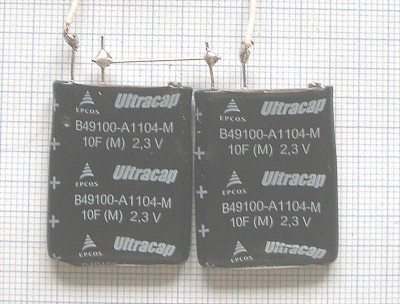 EPCOS Ultracap
B49100-A1104-M
10F (M) 2,3 V
EPCOS Ultracap
B49100-A1104-M
10F (M) 2,3 V
EPCOS Ultracap
EPCOS Ultracap
B49100-A1104-M
10F (M) 2,3 V
EPCOS Ultracap
B49100-A1104-M
10F (M) 2,3 V
EPCOS Ultracap